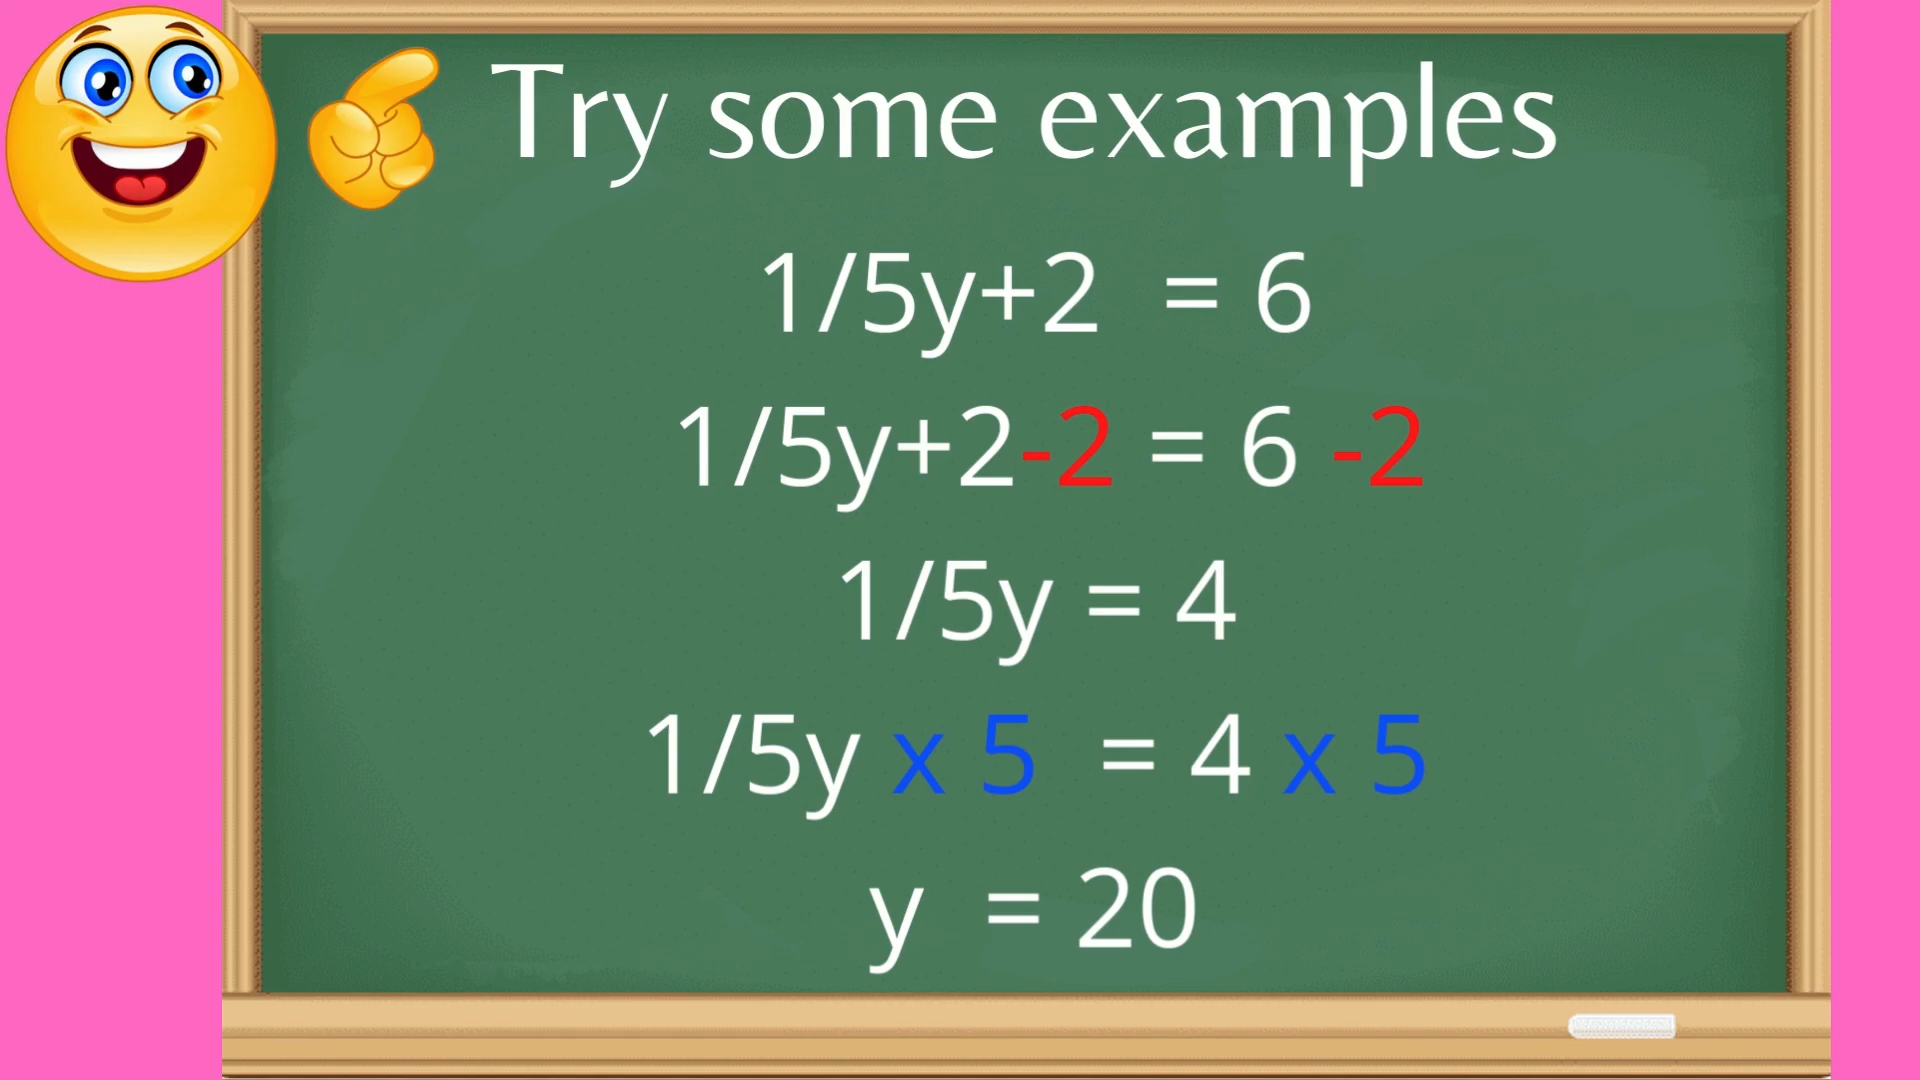 Try some examples
1/5y+2 = 6
1/5y+2-2 = 6 -2
1/5y = 4
1/5y x 5 = 4 x 5
y = 20